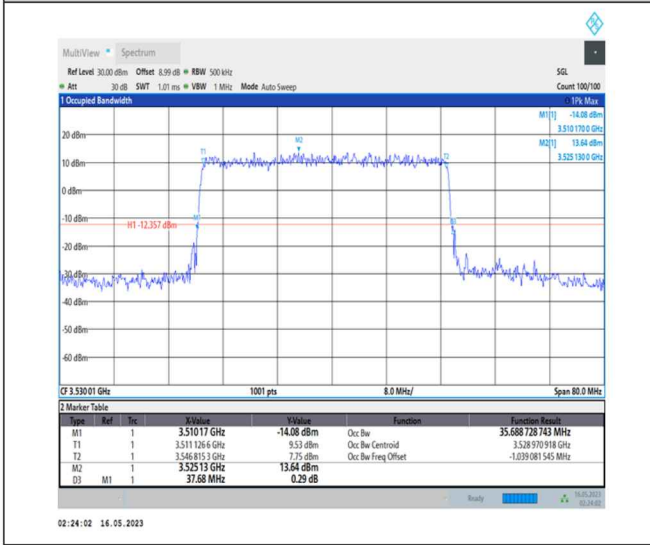 MultiView Spectrum
Ref Level 30.00 dBm Offset 8.99 dB RBW 500 kHz SGL
Att 30 dB SWT 1.01 ms VBW 1 MHz Mode Auto Sweep Count 100/100
1 Occupied Bandwidth 1Pk Max
M1[1] -14.08 dBm
3.510 170 0 GHz
M2[1] 13.64 dBm
3.525 130 0 GHz
20 dBm
M2
T1
T2
10 dBm
0 dBm
-10 dBm
M1
H1 -12.357 dBm
-30 dBm
-40 dBm
-50 dBm
-60 dBm
CF 3.530 01 GHz 1001 pts 8.0 MHz/ Span 80.0 MHz
2 Marker Table
Type Ref Trc X-Value Y-Value Function Function Result
M1 1 3.510 17 GHz -14.08 dBm Occ Bw 35.688 728 743 MHz
T1 1 3.511 126 6 GHz 9.53 dBm Occ Bw Centroid 3.528 970 918 GHz
T2 1 3.546 815 3 GHz 7.75 dBm Occ Bw Freq Offset -1.039 081 545 MHz
M2 1 3.525 13 GHz 13.64 dBm
D3 M1 1 37.68 MHz 0.29 dB
Ready 16.05.2023
02:24:02
02:24:02 16.05.2023